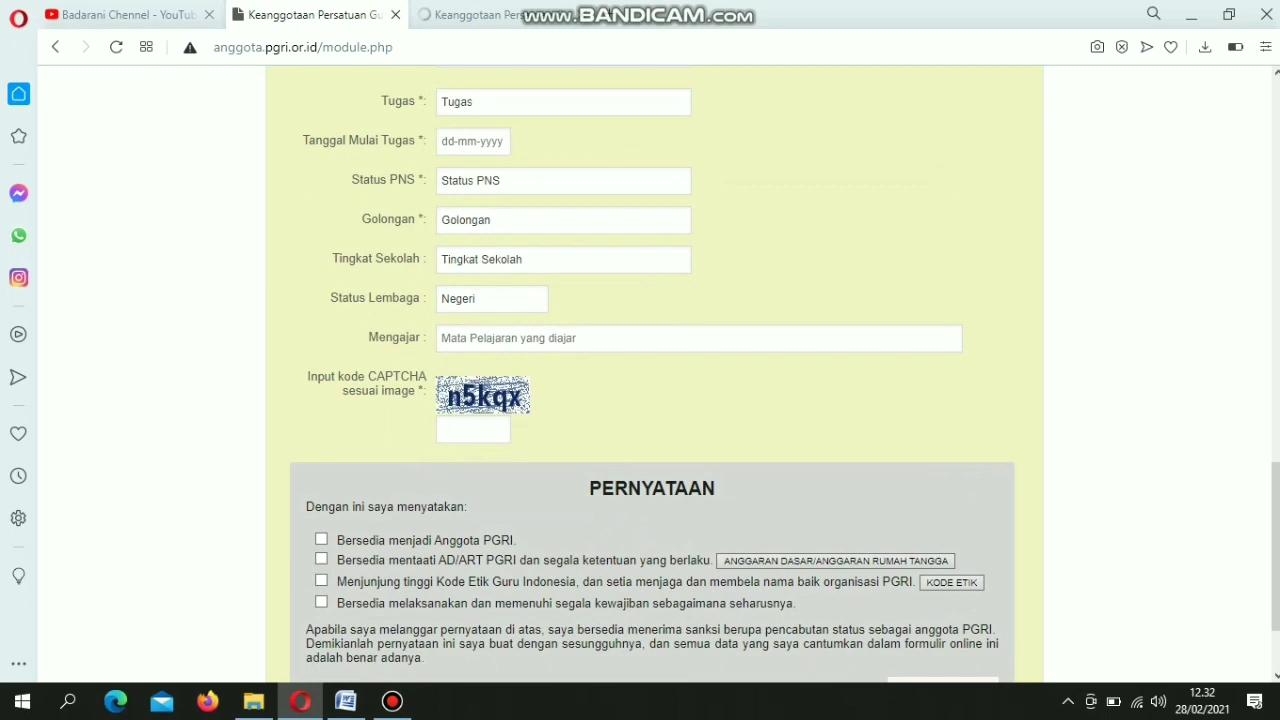 Badarani Channel - YouTub
Keanggotaan Persatuan Gu
Keanggotaan Pers
www.BANDICAM.com
anggota.pgri.or.id/module.php
Tugas *:
Tugas
Tanggal Mulai Tugas *:
dd-mm-yyyy
Status PNS *:
Status PNS
Golongan *:
Golongan
Tingkat Sekolah :
Tingkat Sekolah
Status Lembaga :
Negeri
Mengajar :
Mata Pelajaran yang diajar
Input kode CAPTCHA
sesuai image *:
n5kqx
PERNYATAAN
Dengan ini saya menyatakan:
Bersedia menjadi Anggota PGRI.
Bersedia mentaati AD/ART PGRI dan segala ketentuan yang berlaku. ANGGARAN DASAR/ANGGARAN RUMAH TANGGA
Menjunjung tinggi Kode Etik Guru Indonesia, dan setia menjaga dan membela nama baik organisasi PGRI. KODE ETIK
Bersedia melaksanakan dan memenuhi segala kewajiban sebagaimana seharusnya.
Apabila saya melanggar pernyataan di atas, saya bersedia menerima sanksi berupa pencabutan status sebagai anggota PGRI.
Demikianlah pernyataan ini saya buat dengan sesungguhnya, dan semua data yang saya cantumkan dalam formulir online ini
adalah benar adanya.
12.32
28/02/2021